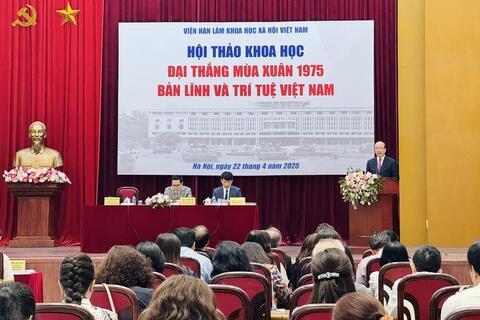 VIỆN HÀN LÂM KHOA HỌC XÃ HỘI VIỆT NAM
HỘI THẢO KHOA HỌC
ĐẠI THẮNG MÙA XUÂN 1975
BẢN LĨNH VÀ TRÍ TUỆ VIỆT NAM
Hà Nội, ngày 22 tháng 4 năm 2025